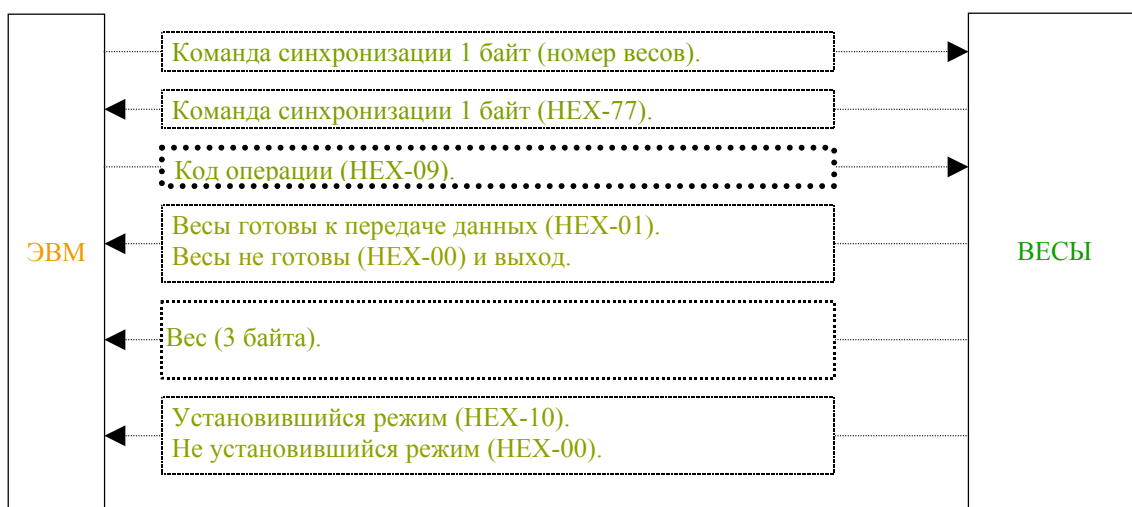 Команда синхронизации 1 байт (номер весов).
Команда синхронизации 1 байт (HEX-77).
Код операции (HEX-09).
Весы готовы к передаче данных (HEX-01).
Весы не готовы (HEX-00) и выход.
ЭВМ
ВЕСЫ
Вес (3 байта).
Установившийся режим (HEX-10).
Не установившийся режим (HEX-00).